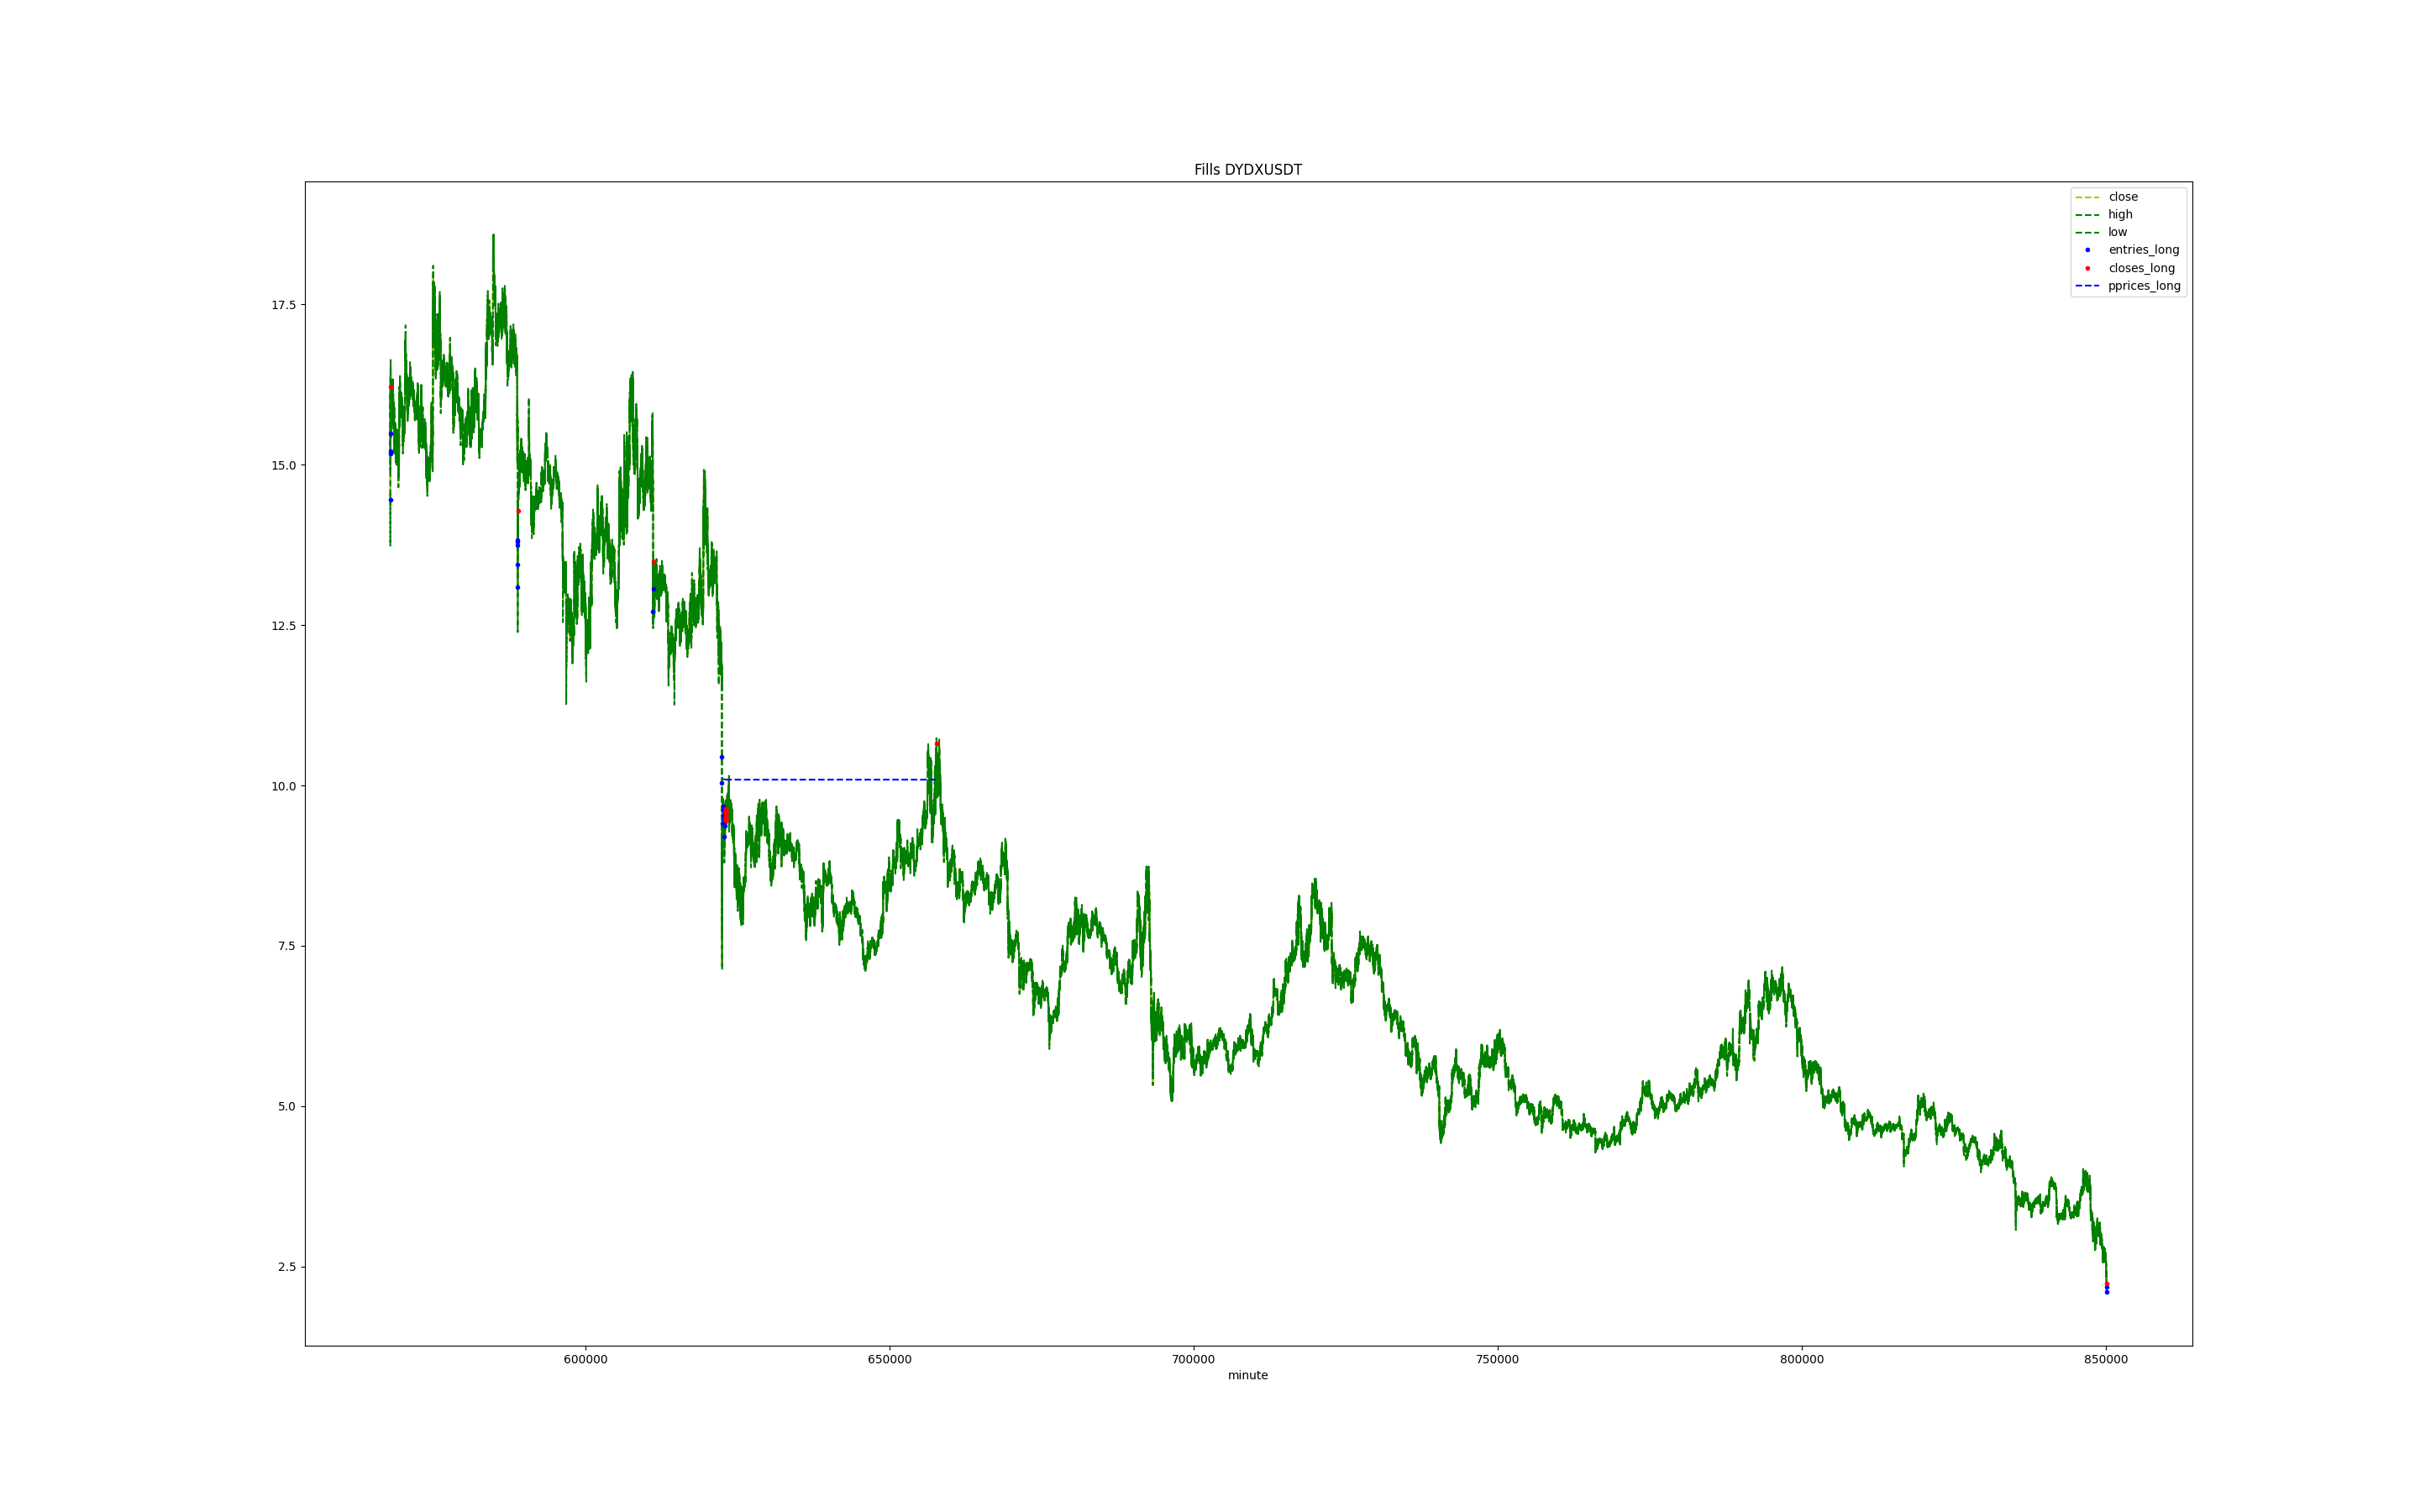 Fills DYDXUSDT
close
high
low
entries_long
closes_long
pprices_long
17.5
15.0
12.5
10.0
7.5
5.0
2.5
600000
650000
700000
750000
800000
850000
minute